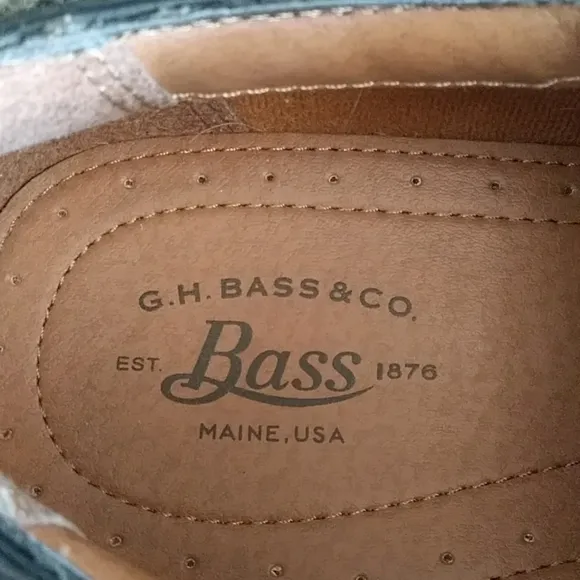 G.H. BASS & CO.
EST. Bass 1876
MAINE, USA